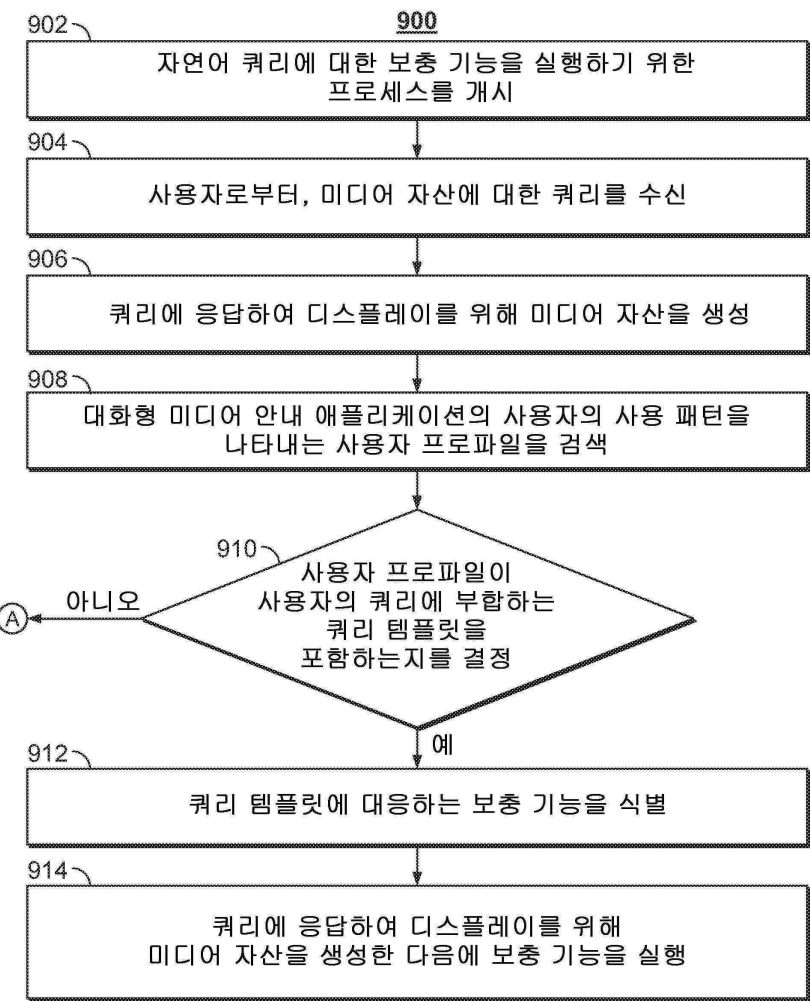 900
902
자연어 쿼리에 대한 보충 기능을 실행하기 위한
프로세스를 개시
904
사용자로부터, 미디어 자산에 대한 쿼리를 수신
906
쿼리에 응답하여 디스플레이를 위해 미디어 자산을 생성
908
대화형 미디어 안내 애플리케이션의 사용자의 사용 패턴을
나타내는 사용자 프로파일을 검색
910
사용자 프로파일이
사용자의 쿼리에 부합하는
쿼리 템플릿을
포함하는지를 결정
아니오
A
예
912
쿼리 템플릿에 대응하는 보충 기능을 식별
914
쿼리에 응답하여 디스플레이를 위해
미디어 자산을 생성한 다음에 보충 기능을 실행